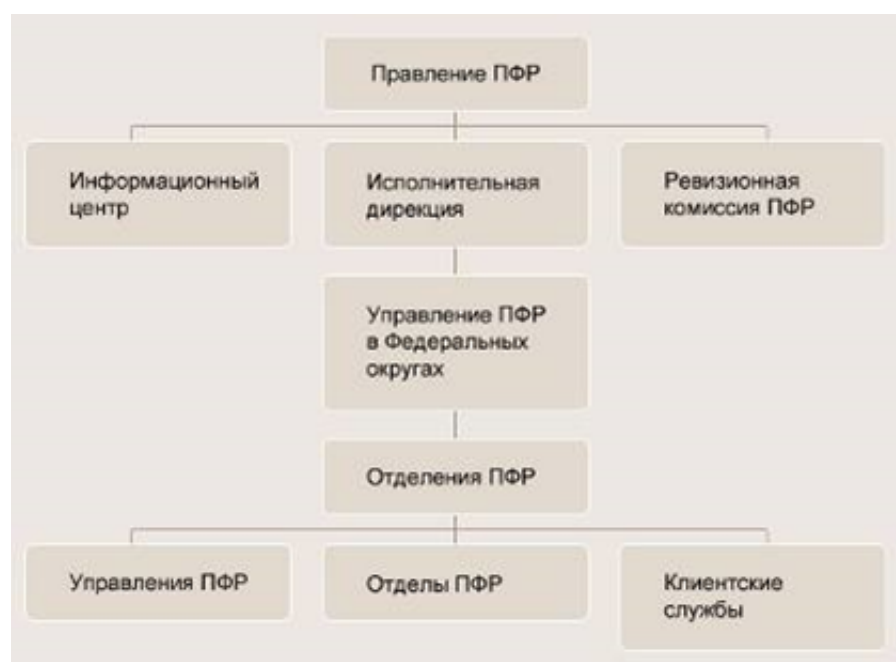 Правление ПФР
Информационный
центр
Исполнительная
дирекция
Ревизионная
комиссия ПФР
Управление ПФР
в Федеральных
округах
Отделения ПФР
Управления ПФР
Отделы ПФР
Клиентские
службы